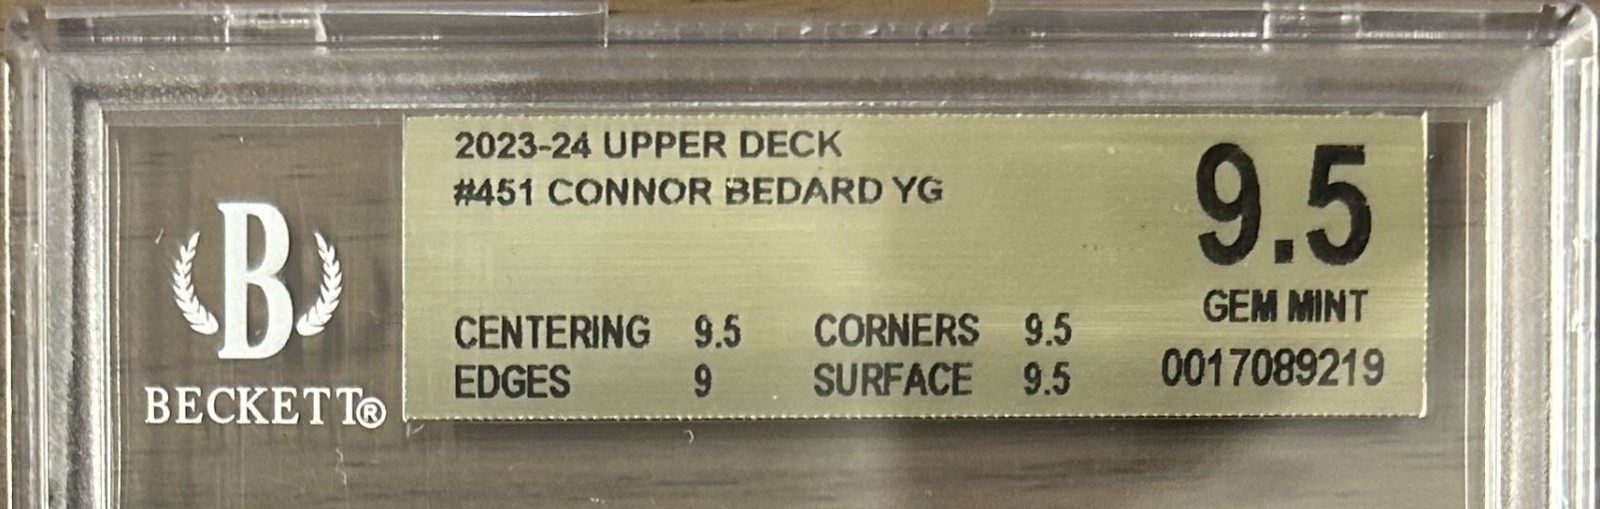 2023-24 UPPER DECK
#451 CONNOR BEDARD YG
9.5
GEM MINT
0017089219
CENTERING 9.5 CORNERS 9.5
EDGES 9 SURFACE 9.5
B
BECKETT®